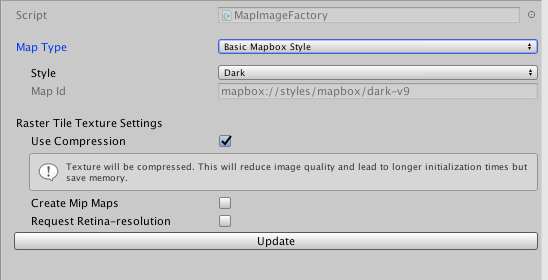 Script MapImageFactory
Map Type Basic Mapbox Style
Style Dark
Map Id mapbox://styles/mapbox/dark-v9
Raster Tile Texture Settings
Use Compression
Texture will be compressed. This will reduce image quality and lead to longer initialization times but
save memory.
Create Mip Maps
Request Retina-resolution
Update